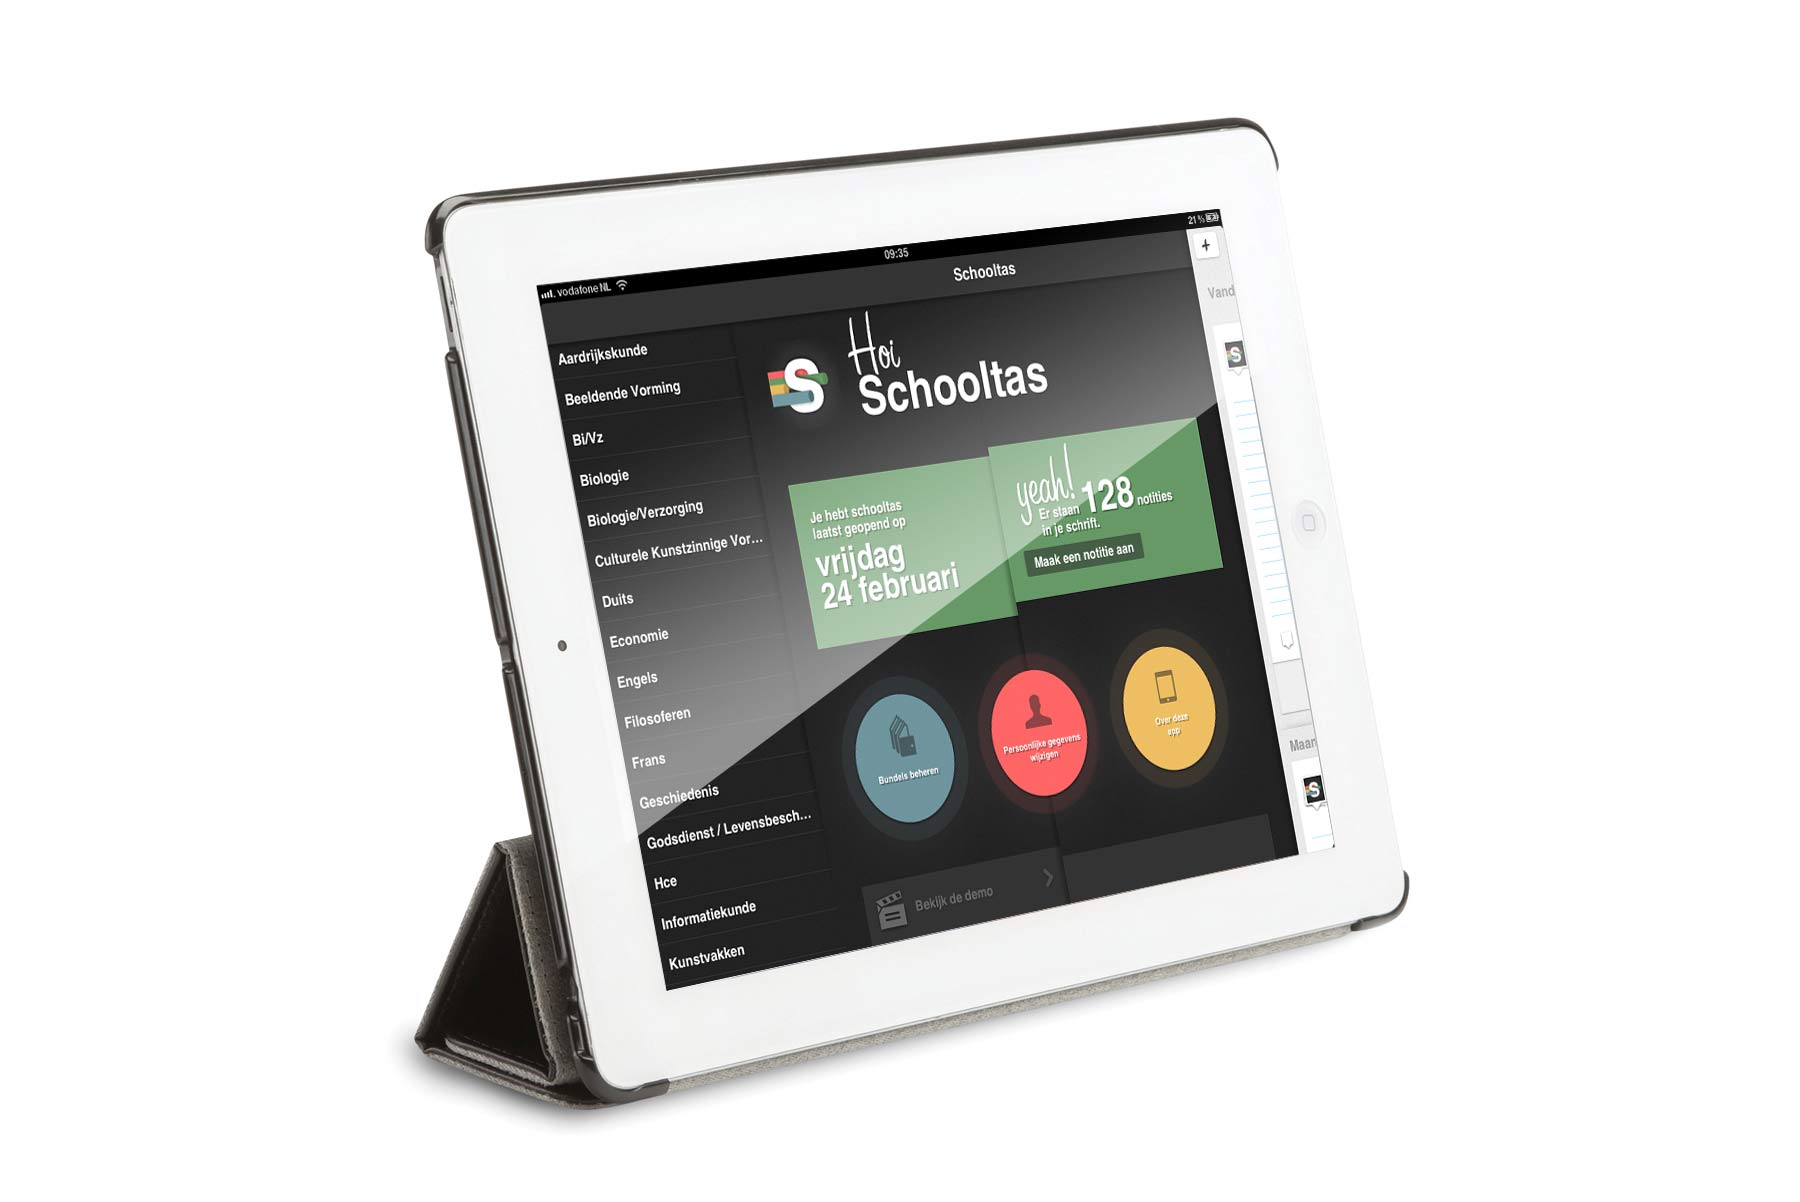 vodafone NL
09:35
21 %
Schooltas
Aardrijkskunde
Beeldende Vorming
Bi/Vz
Biologie
Biologie/Verzorging
Culturele Kunstzinnige Vor...
Duits
Economie
Engels
Filosoferen
Frans
Geschiedenis
Godsdienst / Levensbesch...
Hce
Informatiekunde
Kunstvakken
S
Hoi
Schooltas
Je hebt schooltas
laatst geopend op
vrijdag
24 februari
yeah!
Er staan 128 notities
in je schrift.
Maak een notitie aan
Bundels beheren
Persoonlijke gegevens
wijzigen
Over deze
app
Bekijk de demo
+
Vand
S
Maan
S